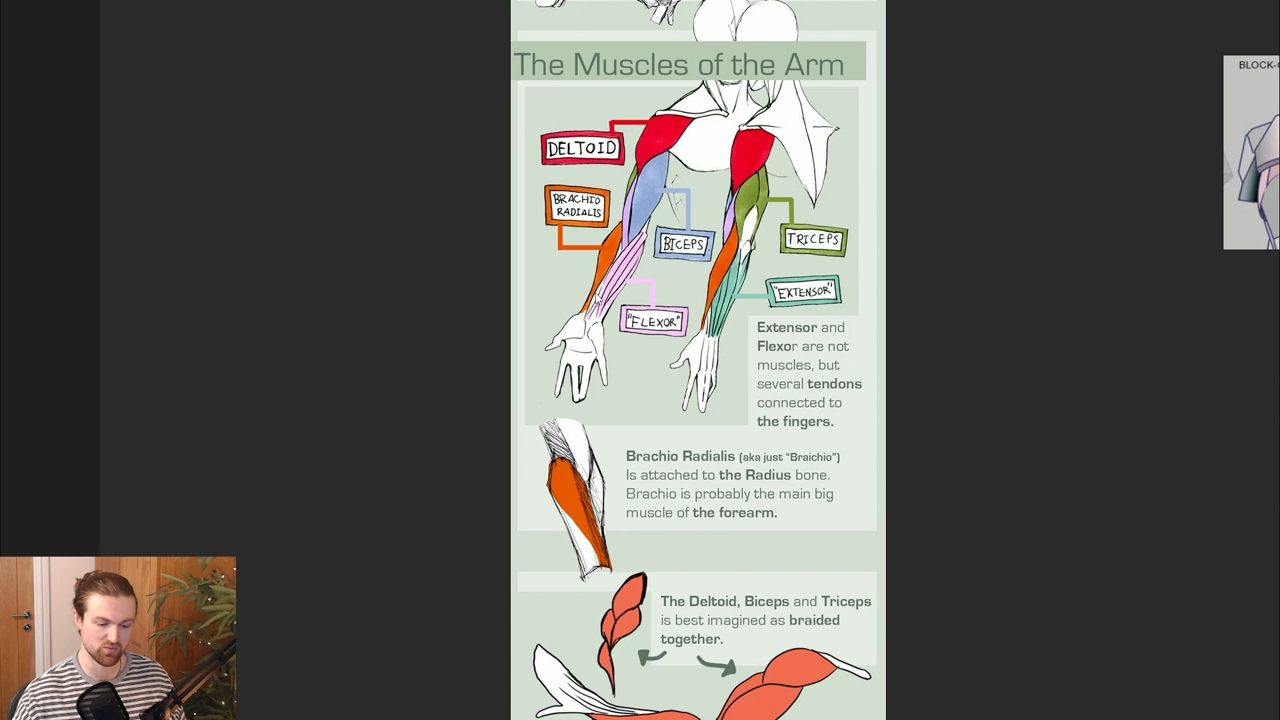 BLOCK-
The Muscles of the Arm
DELTOID
BRACHIO
RADIALIS
BICEPS
TRICEPS
"EXTENSOR"
"FLEXOR"
Extensor and
Flexor are not
muscles, but
several tendons
connected to
the fingers.
Brachio Radialis (aka just "Braichio")
Is attached to the Radius bone.
Brachio is probably the main big
muscle of the forearm.
The Deltoid, Biceps and Triceps
is best imagined as braided
together.